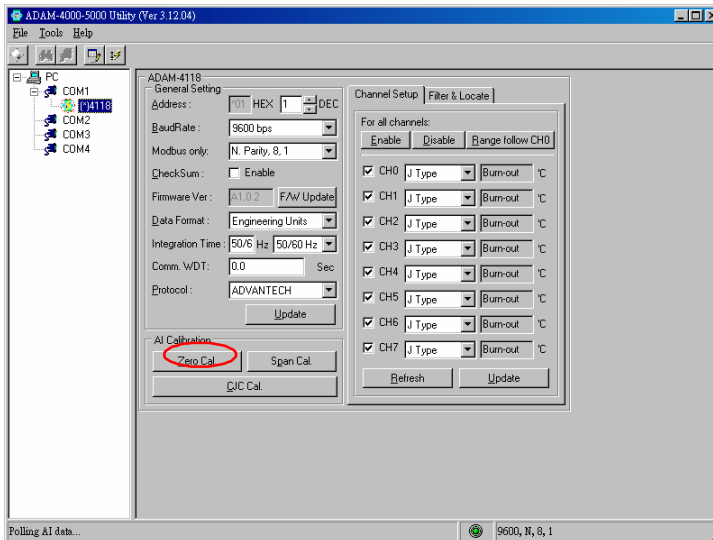 ADAM-4000-5000 Utility (Ver 3.12.04)
File Tools Help
PC
COM1
(*)4118
COM2
COM3
COM4
ADAM-4118
General Setting
Address : *01 HEX 1 DEC
BaudRate : 9600 bps
Modbus only: N. Parity, 8, 1
CheckSum : Enable
Firmware Ver : A1.0 2 F/W Update
Data Format : Engineering Units
Integration Time : 50/6 Hz 50/60 Hz
Comm. WDT: 0.0 Sec
Protocol : ADVANTECH
Update
AI Calibration
Zero Cal. Span Cal.
CJC Cal.
Channel Setup Filter & Locate
For all channels:
Enable Disable Range follow CH0
CH0 J Type Burn-out ℃
CH1 J Type Burn-out ℃
CH2 J Type Burn-out ℃
CH3 J Type Burn-out ℃
CH4 J Type Burn-out ℃
CH5 J Type Burn-out ℃
CH6 J Type Burn-out ℃
CH7 J Type Burn-out ℃
Refresh Update
Polling AI data...
9600, N, 8, 1